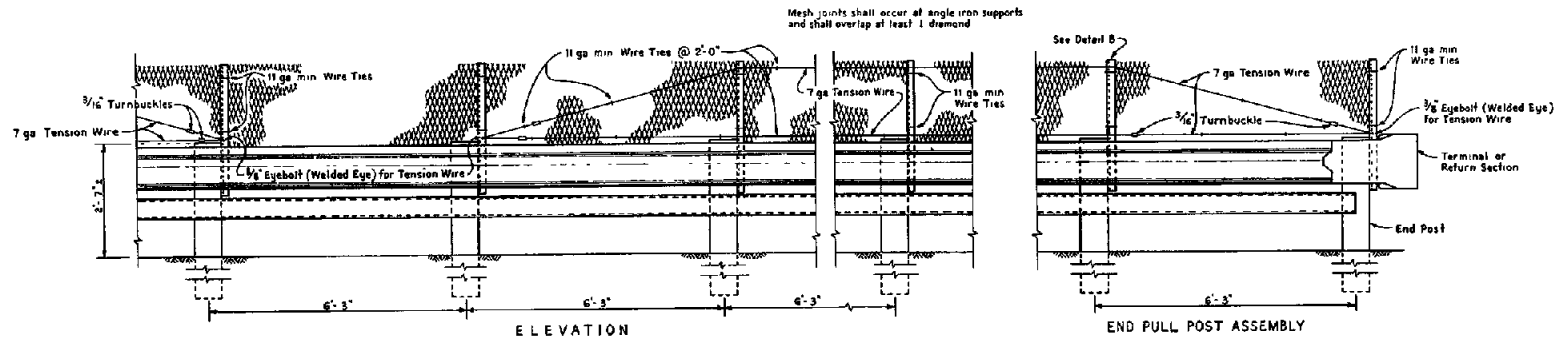 Mesh joints shall occur at angle iron supports
and shall overlap at least 1 diamond
See Detail B
11 ga min Wire Ties @ 2'-0"
11 ga min
Wire Ties
11 ga min Wire Ties
7 ga Tension Wire
7 ga Tension Wire
3/16" Turnbuckles
11 ga min
Wire Ties
3/8" Eyebolt (Welded Eye)
for Tension Wire
7 ga Tension Wire
3/16" Turnbuckle
3/8" Eyebolt (Welded Eye) for Tension Wire
Terminal or
Return Section
2'-7"
End Post
6'-3"
6'-3"
6'-3"
6'-3"
ELEVATION
END PULL POST ASSEMBLY